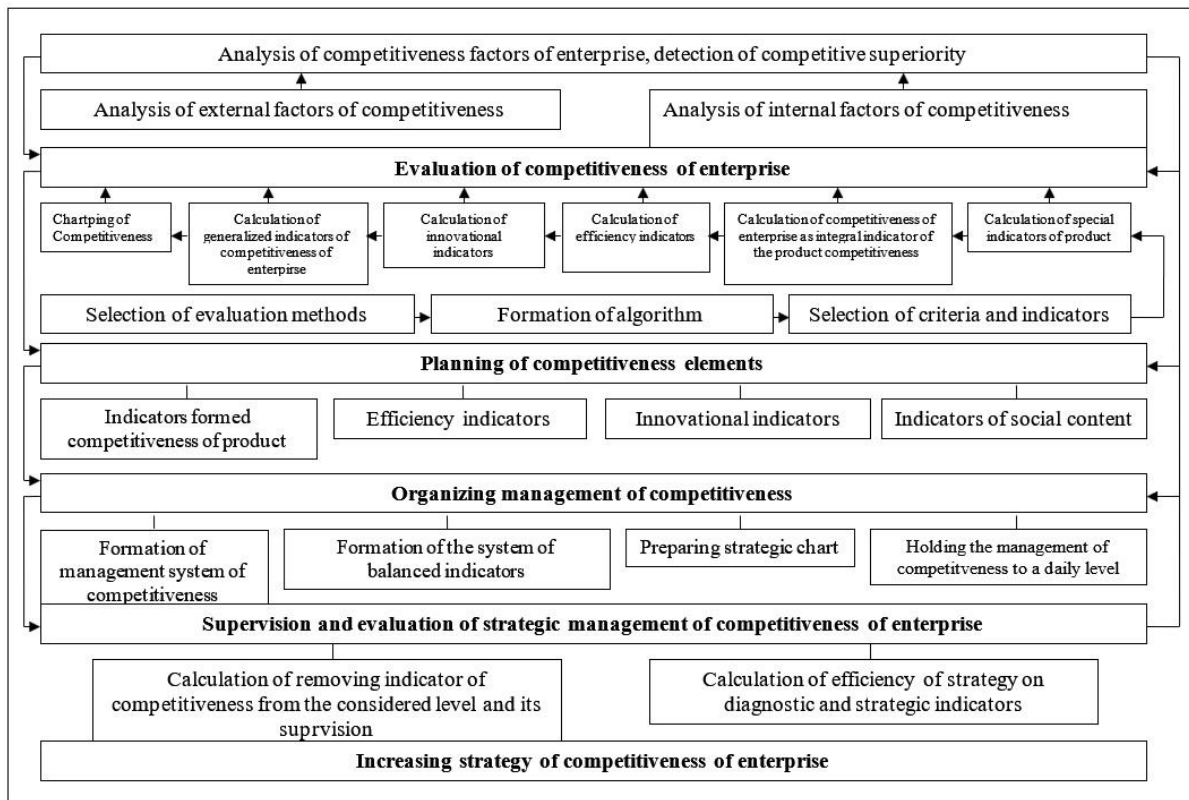 Analysis of competitiveness factors of enterprise, detection of competitive superiority
Analysis of external factors of competitiveness
Analysis of internal factors of competitiveness
Evaluation of competitiveness of enterprise
Chartping of
Competitiveness
Calculation of
generalized indicators of
competitiveness of
enterpirse
Calculation of
innovational
indicators
Calculation of
efficiency indicators
Calculation of competitiveness of
enterprise as integral indicator of
the product competitiveness
Calculation of special
indicators of product
Selection of evaluation methods
Formation of algorithm
Selection of criteria and indicators
Planning of competitiveness elements
Indicators formed
competitiveness of product
Efficiency indicators
Innovational indicators
Indicators of social content
Organizing management of competitiveness
Formation of
management system of
competitiveness
Formation of the system of
balanced indicators
Preparing strategic chart
Holding the management of
competitveness to a daily level
Supervision and evaluation of strategic management of competitiveness of enterprise
Calculation of removing indicator of
competitiveness from the considered level and its
suprvision
Calculation of efficiency of strategy on
diagnostic and strategic indicators
Increasing strategy of competitiveness of enterprise